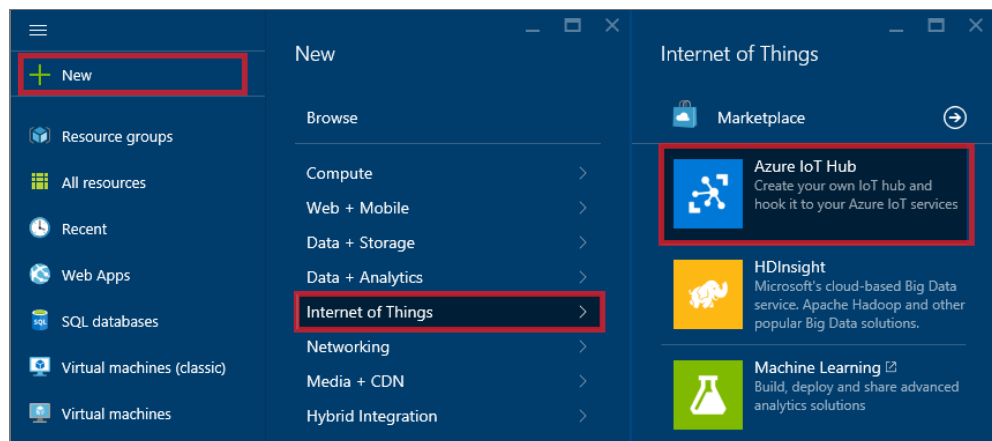 New
Resource groups
All resources
Recent
Web Apps
SQL
SQL databases
Virtual machines (classic)
Virtual machines
New
Browse
Compute
Web + Mobile
Data + Storage
Data + Analytics
Internet of Things
Networking
Media + CDN
Hybrid Integration
Internet of Things
Marketplace
Azure IoT Hub
Create your own IoT hub and
hook it to your Azure IoT services
HDInsight
Microsoft's cloud-based Big Data
service. Apache Hadoop and other
popular Big Data solutions.
Machine Learning
Build, deploy and share advanced
analytics solutions